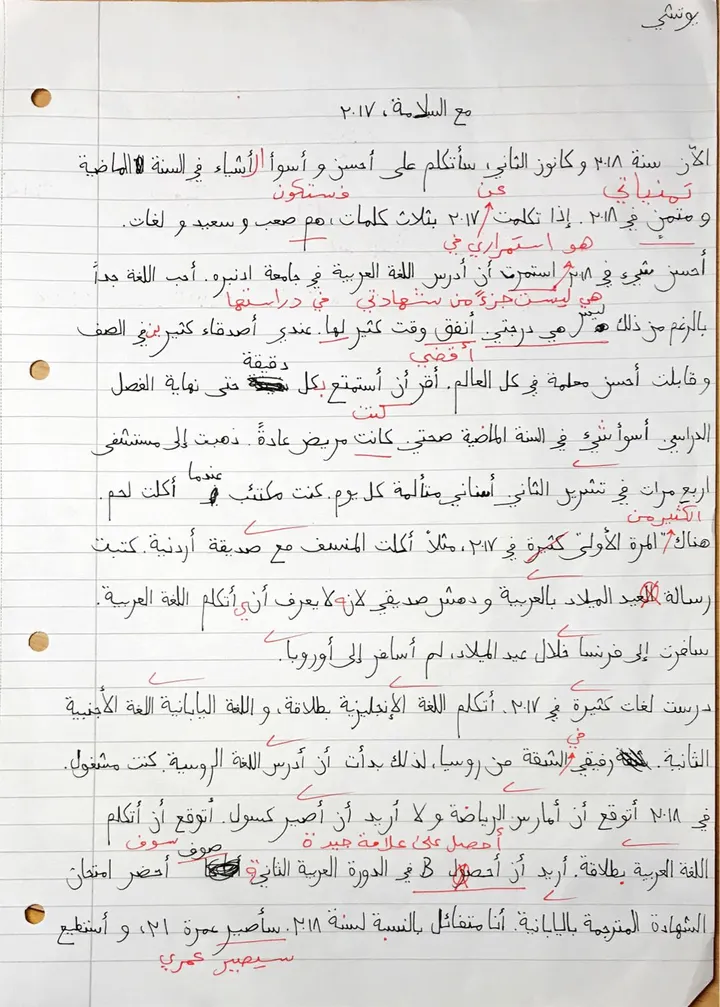 يوتشي
مع السلامة، ٢٠١٧
الآن سنة ٢٠١٨ و كانون الثاني، سأتكلم على أحسن و أسوأ الأشياء في السنة الماضية
تمنياتي عن فستكون
و متمنٍ في ٢٠١٨. إذا تكلمت ٢٠١٧ بثلاث كلمات، هم صعب و سعيد و لغات.
هو استمراري في
أحسن شيء في ٢٠١٨ استمرت أن أدرس اللغة العربية في جامعة ادنبره. أحب اللغة جداً
هي ليست جزءً من شهادتي في دراستها
بالرغم من ذلك ليس هي درجتي. أنفق وقت كثير لها. عندي أصدقاء كثيرين في الصف
أقضي
دقيقة
و قابلت أحسن معلمة في كل العالم. أقر أن أستمتع بكل حتى نهاية الفصل
كنت
الدراسي. أسوأ شيء في السنة الماضية صحتي. كانت مريض عادةً. ذهبت إلى مستشفى
عندما
اربع مرات في تشرين الثاني. أسناني متألمة كل يوم. كنت مكتئب أكلت لحم.
الكثير من
هناك المرة الأولى كثيرة في ٢٠١٧، مثلاً أكلت المنسف مع صديقة أردنية. كتبت
رسالة العيد الميلاد بالعربية و دهش صديقي لانه لا يعرف أني أتكلم اللغة العربية.
سافرت إلى فرنسا خلال عيد الميلاد، لم أسافر إلى أوروبا.
درست لغات كثيرة في ٢٠١٧. أتكلم اللغة الإنجليزية بطلاقة، و اللغة اليابانية اللغة الأجنبية
في
الثانية. رفيقي الشقة من روسيا، لذلك بدأت أن أدرس اللغة الروسية. كنت مشغول.
في ٢٠١٨ أتوقع أن أمارس الرياضة و لا أريد أن أصير كسول. أتوقع أن أتكلم
أحصل على علامة جيدة سوف
صوف
اللغة العربية بطلاقة. أريد أن أحصل B في الدورة العربية الثانية أحضر امتحان
الشهادة المترجمة باليابانية. أنا متفائل بالنسبة لسنة ٢٠١٨. سأصير عمرة ٢١، و أستطيع
سيصير عمري